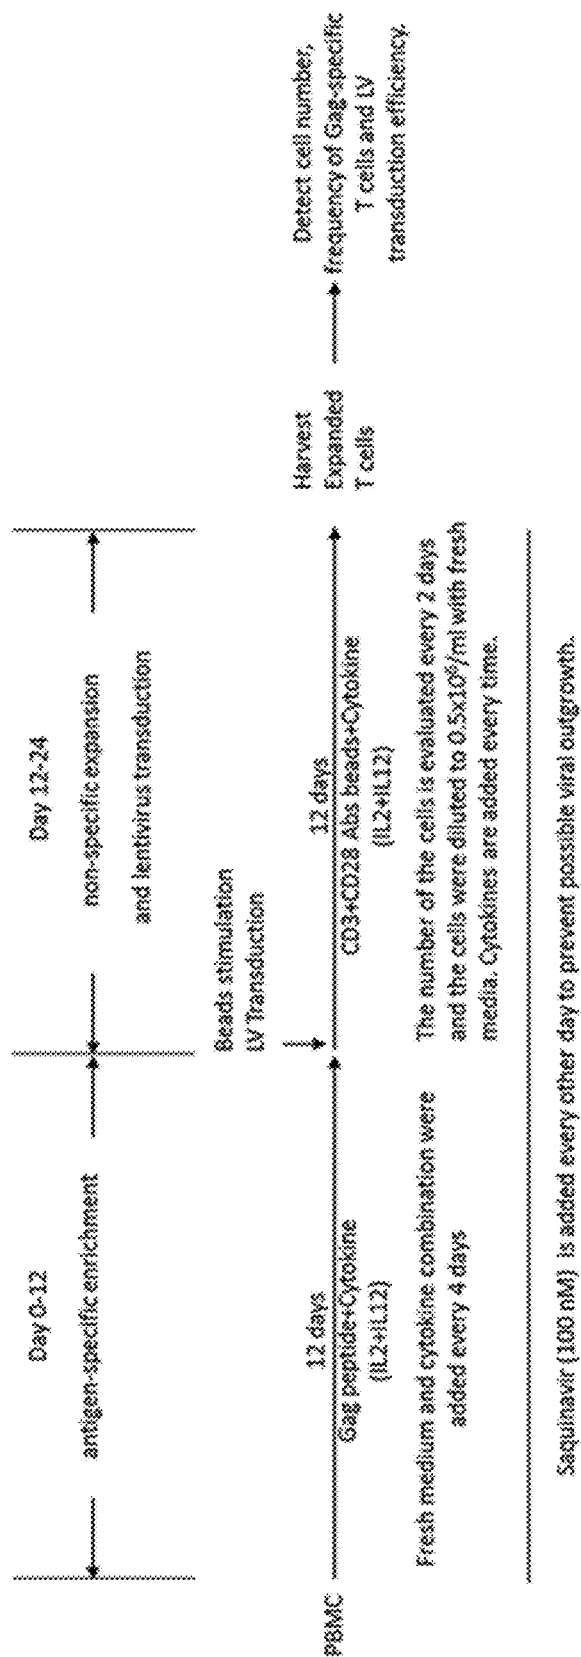 Day 0-12
antigen-specific enrichment
Day 12-24
non-specific expansion
and lentivirus transduction
Beads stimulation
LV Transduction
PBMC
12 days
Gag peptide+Cytokine
(IL2+IL12)
12 days
CD3+CD28 Abs beads+Cytokine
(IL2+IL12)
Harvest
Expanded
T cells
Detect cell number,
frequency of Gag-specific
T cells and LV
transduction efficiency.
Fresh medium and cytokine combination were
added every 4 days
The number of the cells is evaluated every 2 days
and the cells were diluted to 0.5x10⁶/ml with fresh
media. Cytokines are added every time.
Saquinavir (100 nM) is added every other day to prevent possible viral outgrowth.